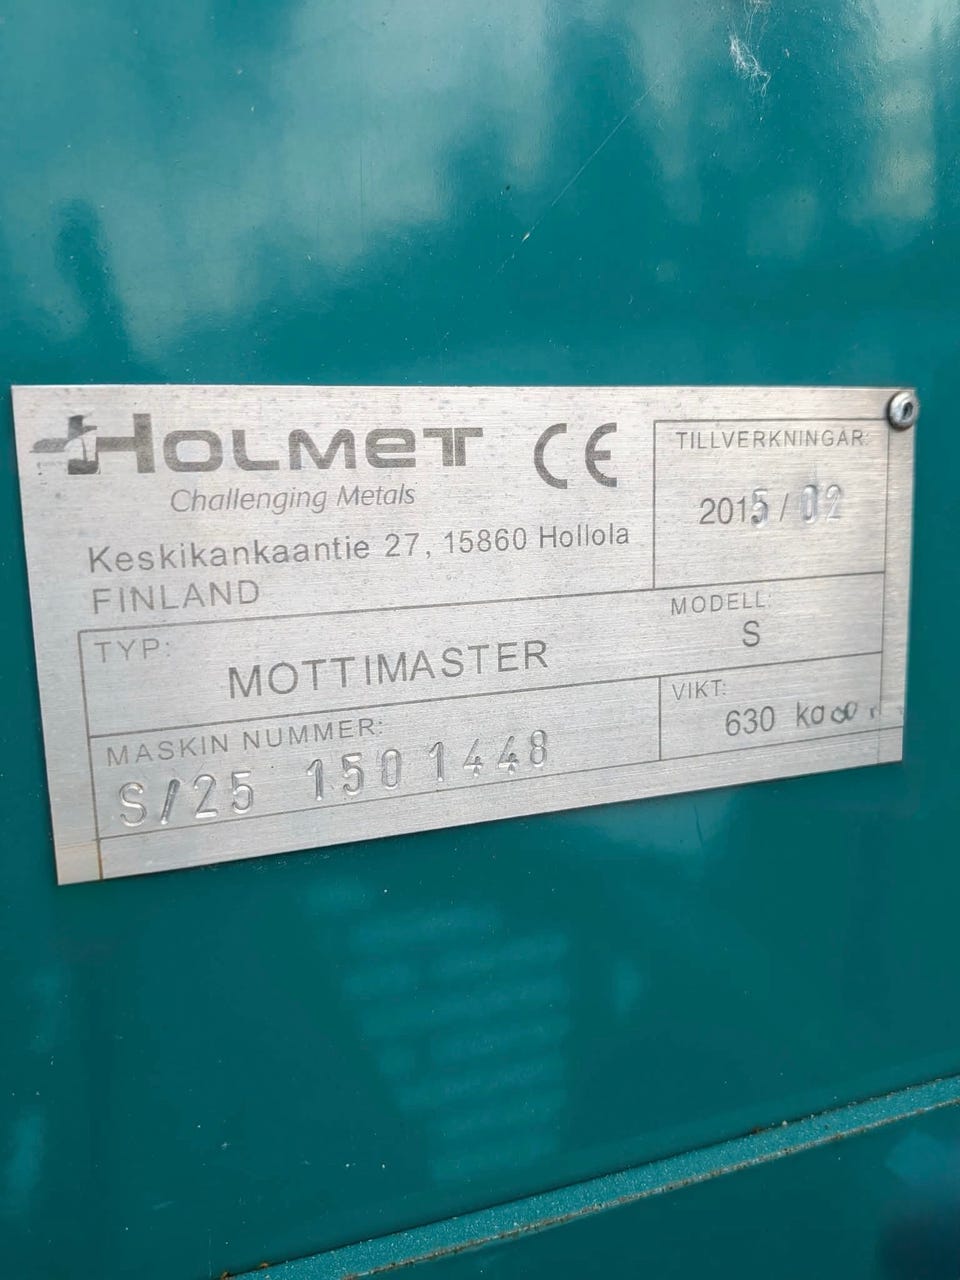 HOLMET CE
Challenging Metals
Keskikankaantie 27, 15860 Hollola
FINLAND
TILLVERKNINGÅR:
2015 / 02
TYP:
MOTTIMASTER
MODELL:
S
MASKIN NUMMER:
S/25 1501448
VIKT:
630 kg